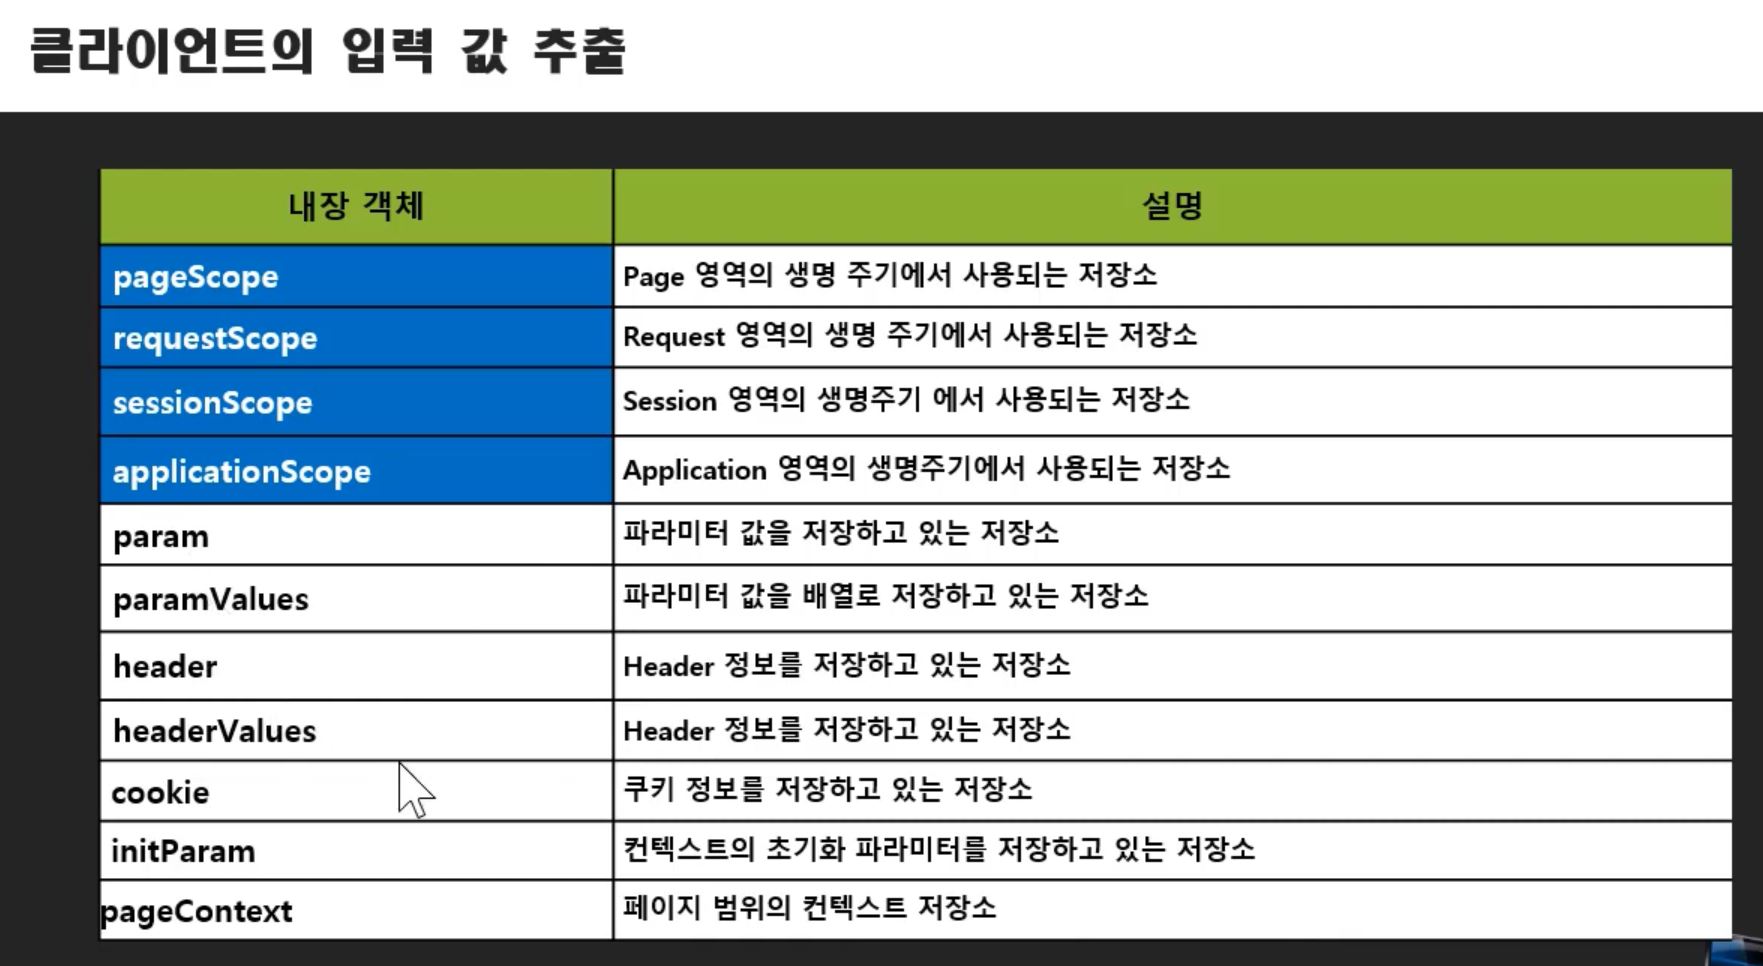 클라이언트의 입력 값 추출
내장 객체 설명
pageScope Page 영역의 생명 주기에서 사용되는 저장소
requestScope Request 영역의 생명 주기에서 사용되는 저장소
sessionScope Session 영역의 생명주기 에서 사용되는 저장소
applicationScope Application 영역의 생명주기에서 사용되는 저장소
param 파라미터 값을 저장하고 있는 저장소
paramValues 파라미터 값을 배열로 저장하고 있는 저장소
header Header 정보를 저장하고 있는 저장소
headerValues Header 정보를 저장하고 있는 저장소
cookie 쿠키 정보를 저장하고 있는 저장소
initParam 컨텍스트의 초기화 파라미터를 저장하고 있는 저장소
pageContext 페이지 범위의 컨텍스트 저장소